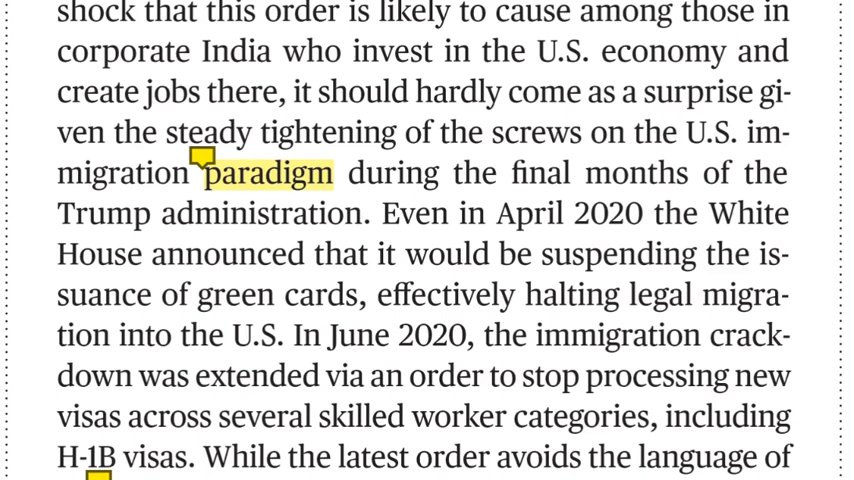 shock that this order is likely to cause among those in
corporate India who invest in the U.S. economy and
create jobs there, it should hardly come as a surprise gi-
ven the steady tightening of the screws on the U.S. im-
migration paradigm during the final months of the
Trump administration. Even in April 2020 the White
House announced that it would be suspending the is-
suance of green cards, effectively halting legal migra-
tion into the U.S. In June 2020, the immigration crack-
down was extended via an order to stop processing new
visas across several skilled worker categories, including
H-1B visas. While the latest order avoids the language of